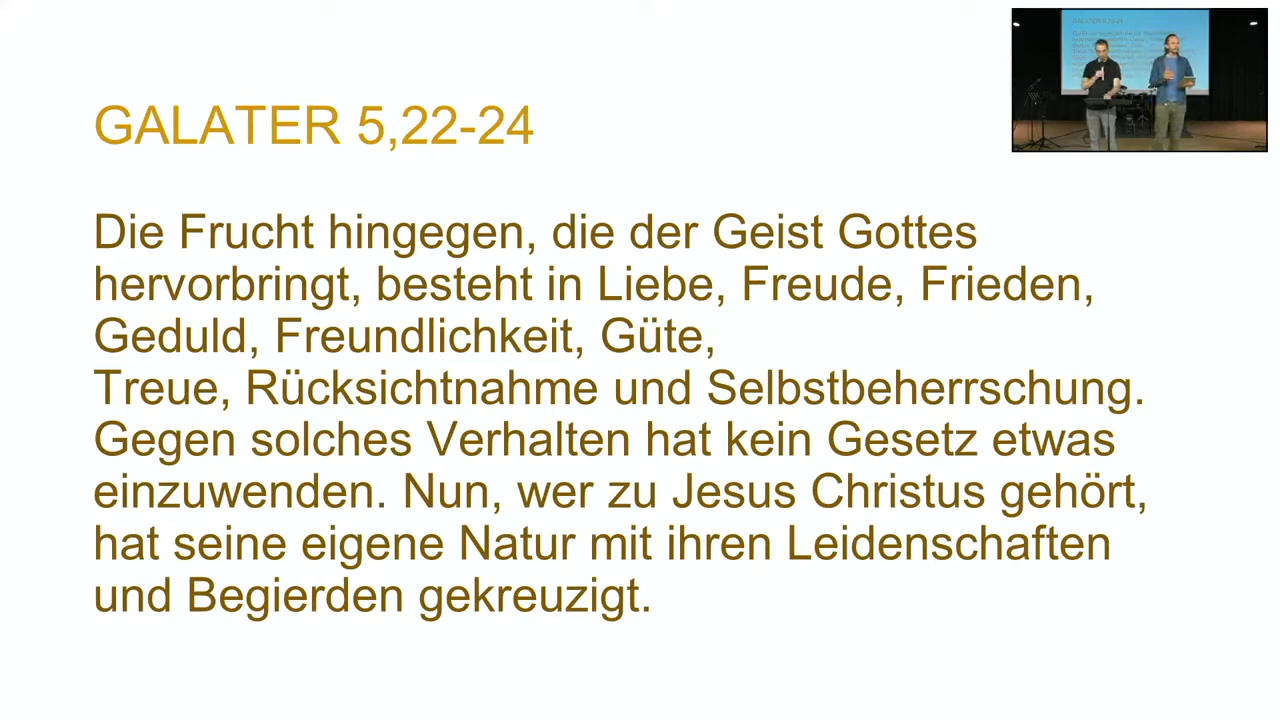 GALATER 5,22-24
Die Frucht hingegen, die der Geist Gottes
hervorbringt, besteht in Liebe, Freude, Frieden,
Geduld, Freundlichkeit, Güte,
Treue, Rücksichtnahme und Selbstbeherrschung.
Gegen solches Verhalten hat kein Gesetz etwas
einzuwenden. Nun, wer zu Jesus Christus gehört,
hat seine eigene Natur mit ihren Leidenschaften
und Begierden gekreuzigt.